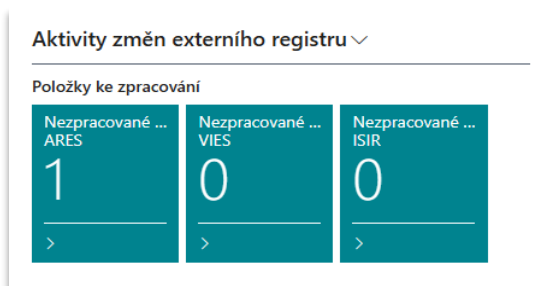 Aktivity změn externího registru
Položky ke zpracování
Nezpracované ...
ARES
1
Nezpracované ...
VIES
0
Nezpracované ...
ISIR
0